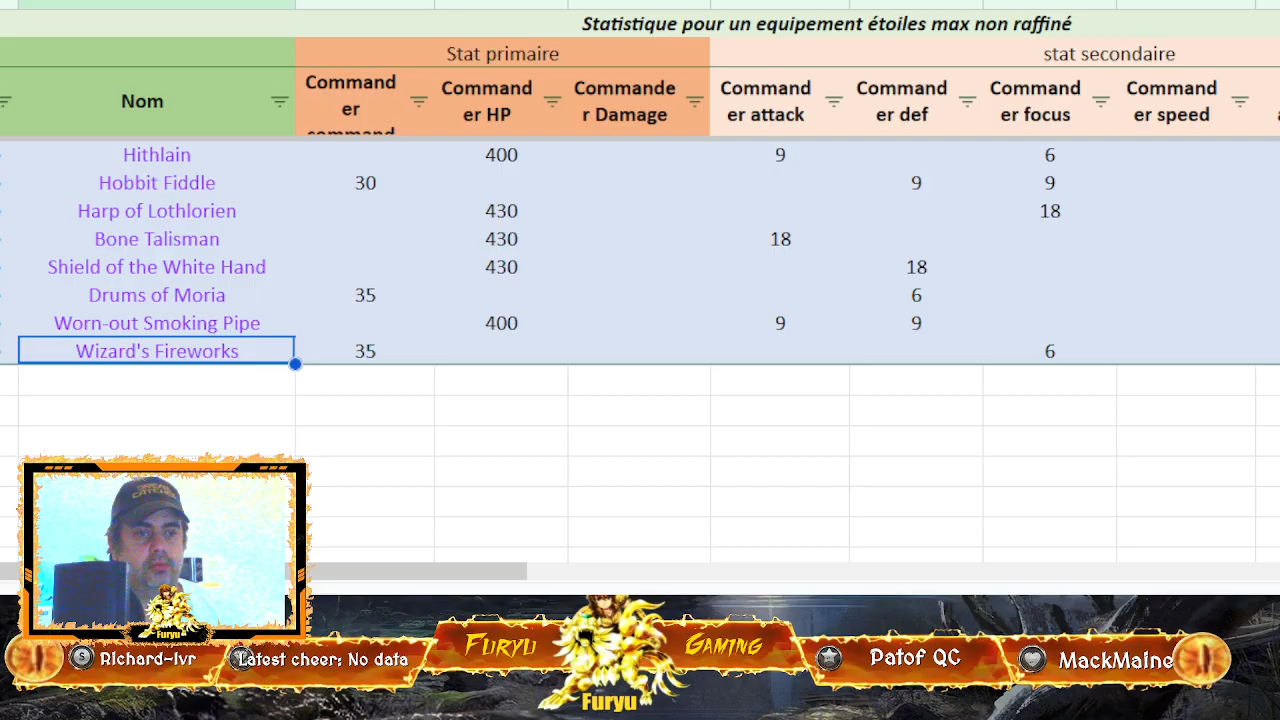 Statistique pour un equipement étoiles max non raffiné
Stat primaire stat secondaire
Nom Command er command Command er HP Commande r Damage Command er attack Command er def Command er focus Command er speed
Hithlain 400 9 6
Hobbit Fiddle 30 9 9
Harp of Lothlorien 430 18
Bone Talisman 430 18
Shield of the White Hand 430 18
Drums of Moria 35 6
Worn-out Smoking Pipe 400 9 9
Wizard's Fireworks 35 6
Furyu
Richard-lvr Latest cheer: No data Furyu Gaming Patof QC MackMaine
Furyu